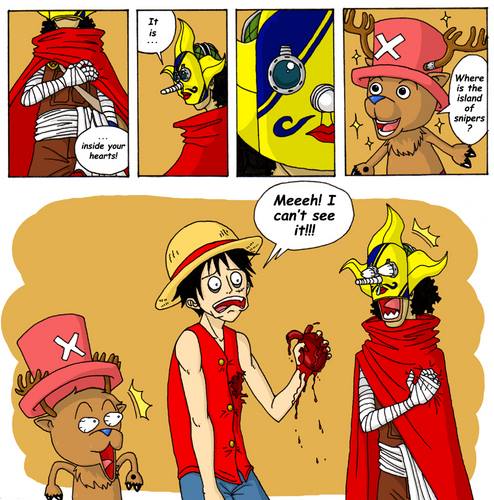 Where
is the
island
of
snipers
?
It
is
...
...
inside your
hearts!
Meeeh! I
can't see
it!!!